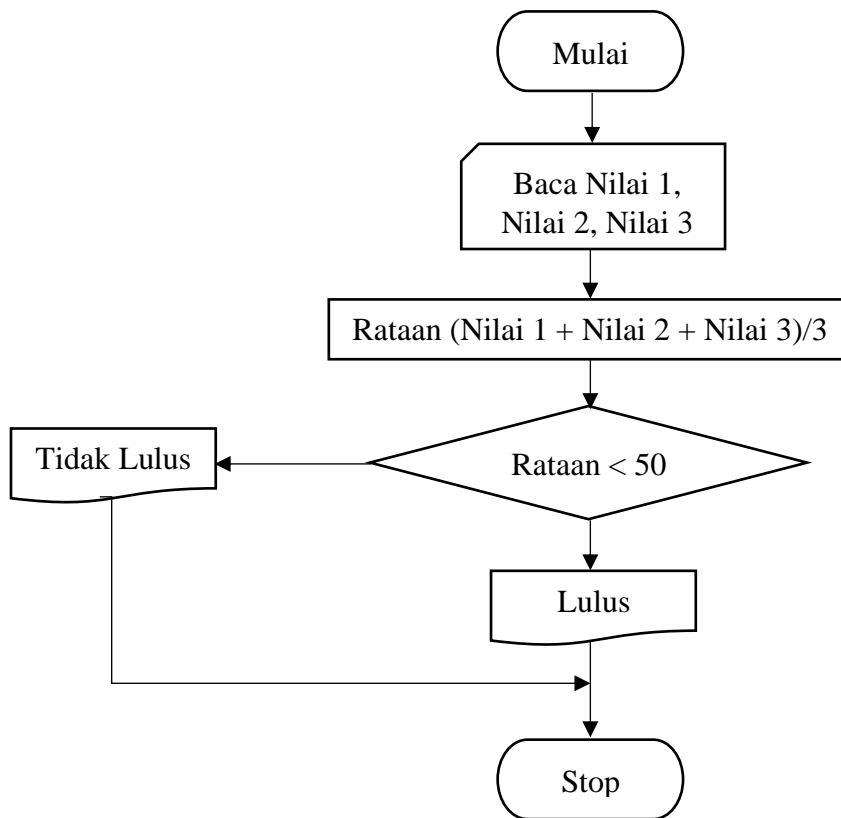 Mulai
Baca Nilai 1,
Nilai 2, Nilai 3
Rataan (Nilai 1 + Nilai 2 + Nilai 3)/3
Rataan < 50
Tidak Lulus
Lulus
Stop